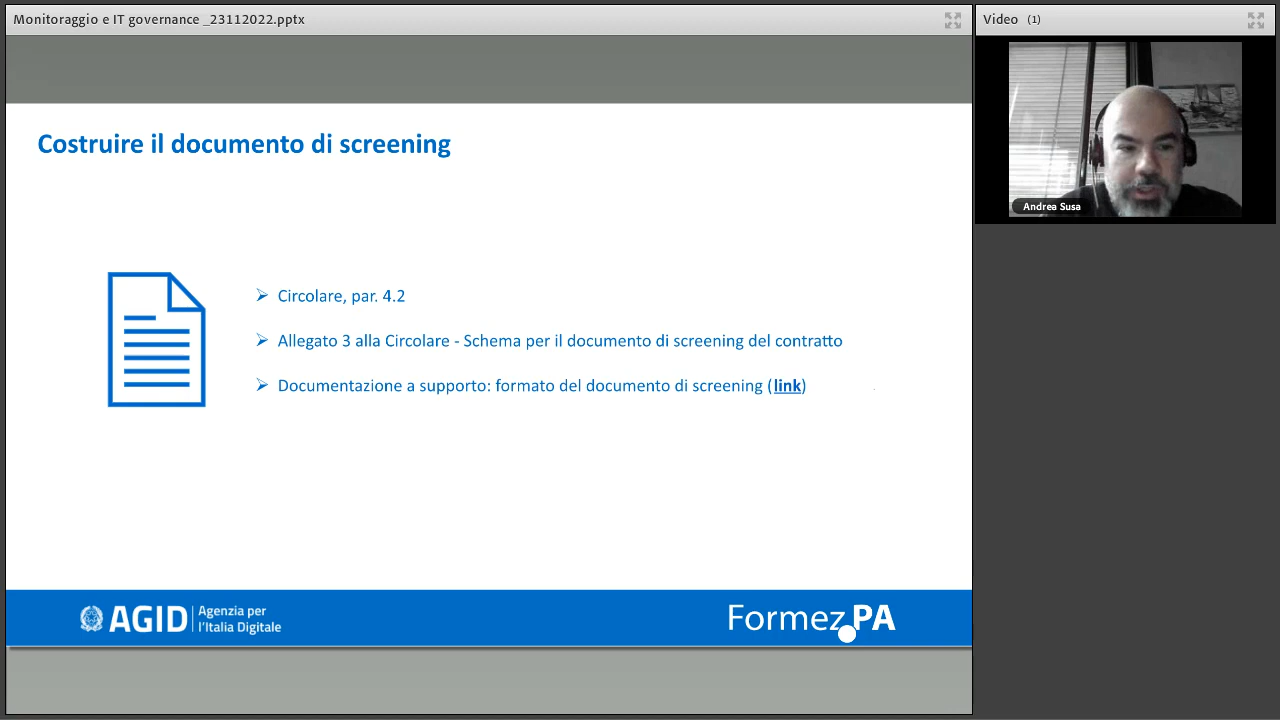 Monitoraggio e IT governance _23112022.pptx
Video (1)
Andrea Susa
Costruire il documento di screening
➢ Circolare, par. 4.2
➢ Allegato 3 alla Circolare - Schema per il documento di screening del contratto
➢ Documentazione a supporto: formato del documento di screening (link)
AGID
Agenzia per
l'Italia Digitale
Formez PA